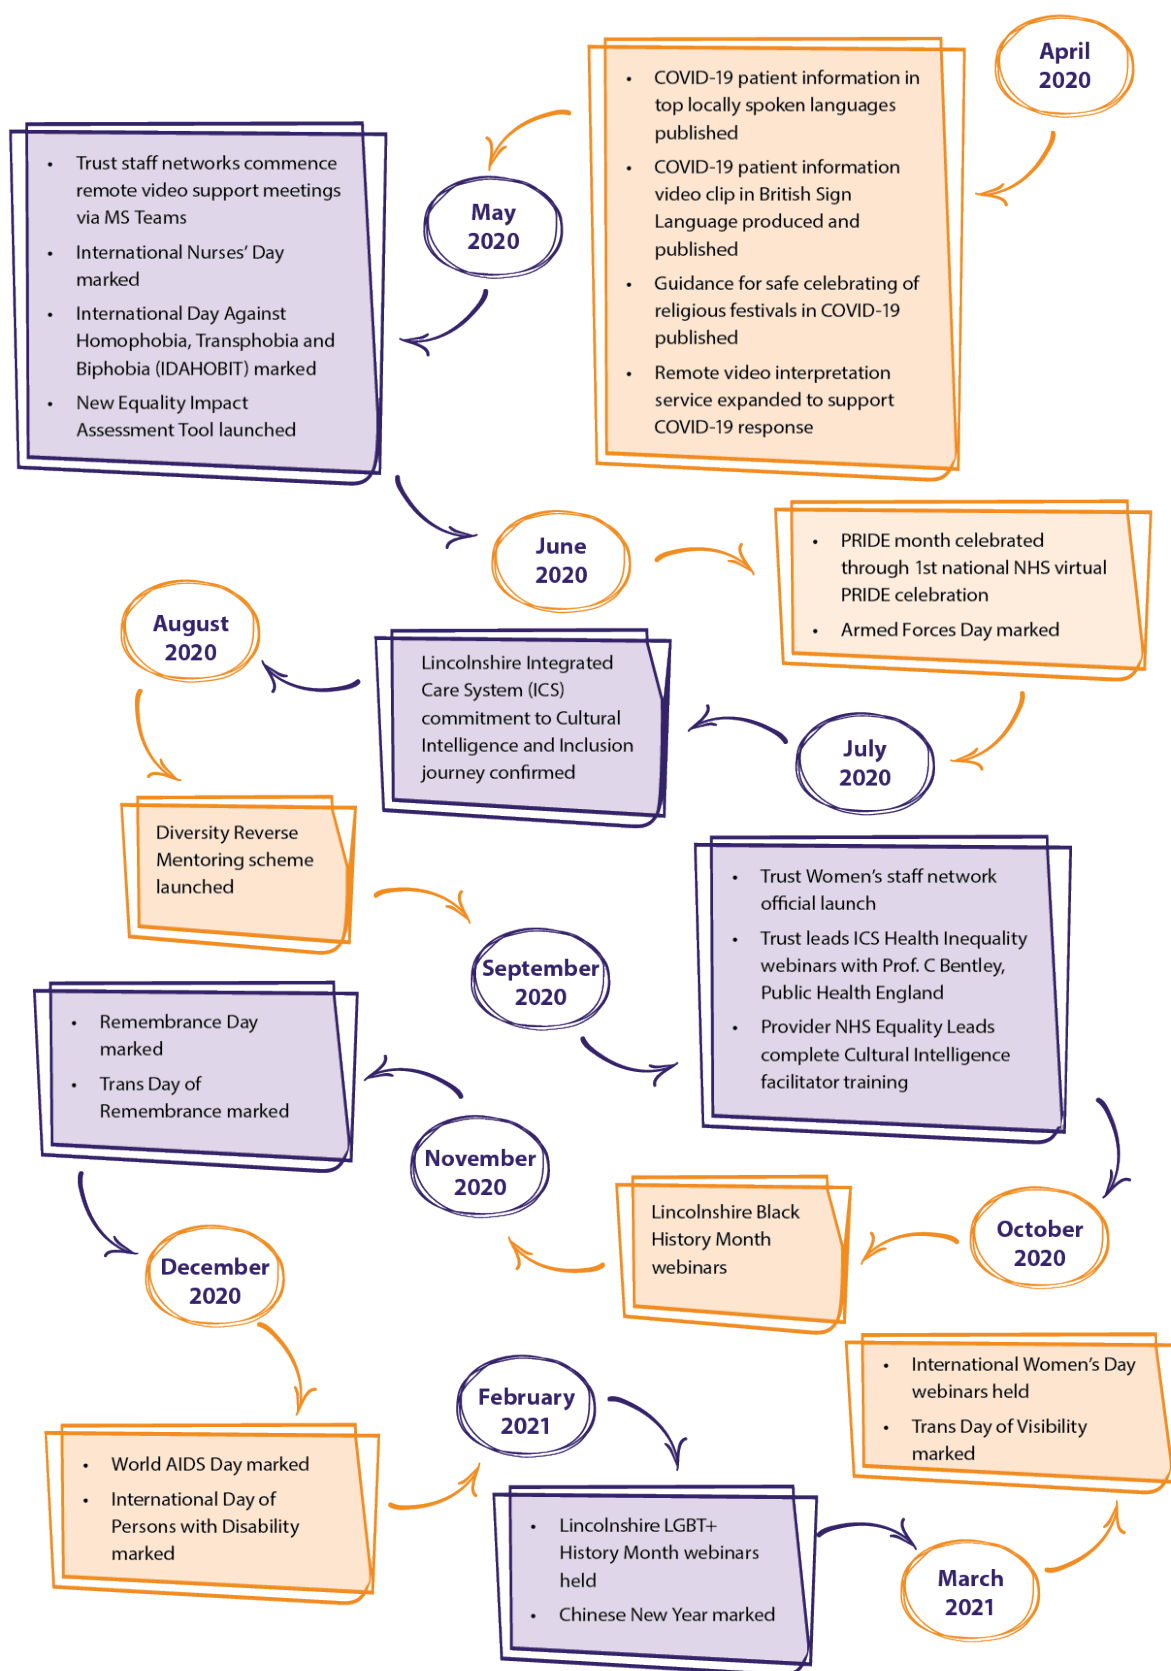 April
2020
• COVID-19 patient information in
top locally spoken languages
published
• COVID-19 patient information
video clip in British Sign
Language produced and
published
• Guidance for safe celebrating of
religious festivals in COVID-19
published
• Remote video interpretation
service expanded to support
COVID-19 response
May
2020
• Trust staff networks commence
remote video support meetings
via MS Teams
• International Nurses’ Day
marked
• International Day Against
Homophobia, Transphobia and
Biphobia (IDAHOBIT) marked
• New Equality Impact
Assessment Tool launched
June
2020
• PRIDE month celebrated
through 1st national NHS virtual
PRIDE celebration
• Armed Forces Day marked
July
2020
Lincolnshire Integrated
Care System (ICS)
commitment to Cultural
Intelligence and Inclusion
journey confirmed
August
2020
Diversity Reverse
Mentoring scheme
launched
September
2020
• Trust Women’s staff network
official launch
• Trust leads ICS Health Inequality
webinars with Prof. C Bentley,
Public Health England
• Provider NHS Equality Leads
complete Cultural Intelligence
facilitator training
October
2020
Lincolnshire Black
History Month
webinars
November
2020
• Remembrance Day
marked
• Trans Day of
Remembrance marked
December
2020
• World AIDS Day marked
• International Day of
Persons with Disability
marked
February
2021
• Lincolnshire LGBT+
History Month webinars
held
• Chinese New Year marked
March
2021
• International Women’s Day
webinars held
• Trans Day of Visibility
marked